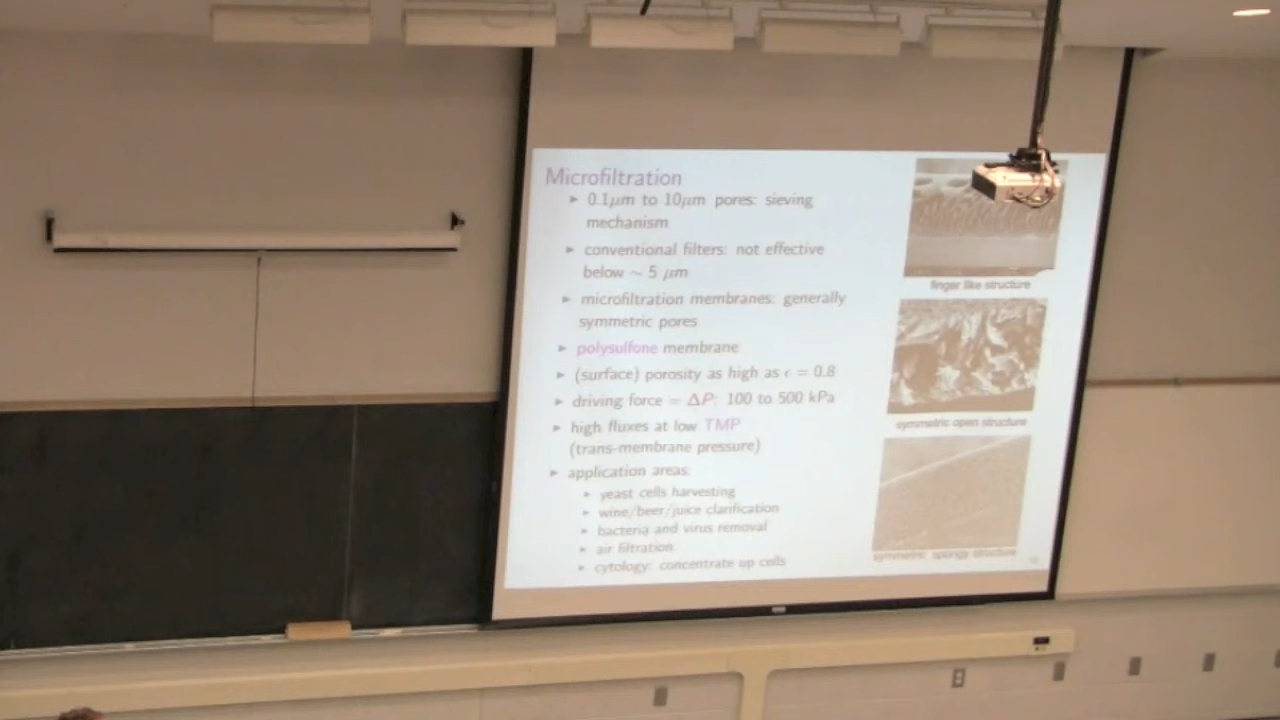 Microfiltration
► 0.1μm to 10μm pores: sieving
mechanism
► conventional filters: not effective
below ~ 5 μm
► microfiltration membranes: generally
symmetric pores
► polysulfone membrane
► (surface) porosity as high as ϵ = 0.8
► driving force = ΔP: 100 to 500 kPa
► high fluxes at low TMP
(trans-membrane pressure)
► application areas:
► yeast cells harvesting
► wine/beer/juice clarification
► bacteria and virus removal
► air filtration
► cytology: concentrate up cells
finger like structure
symmetric open structure
symmetric spongy structure